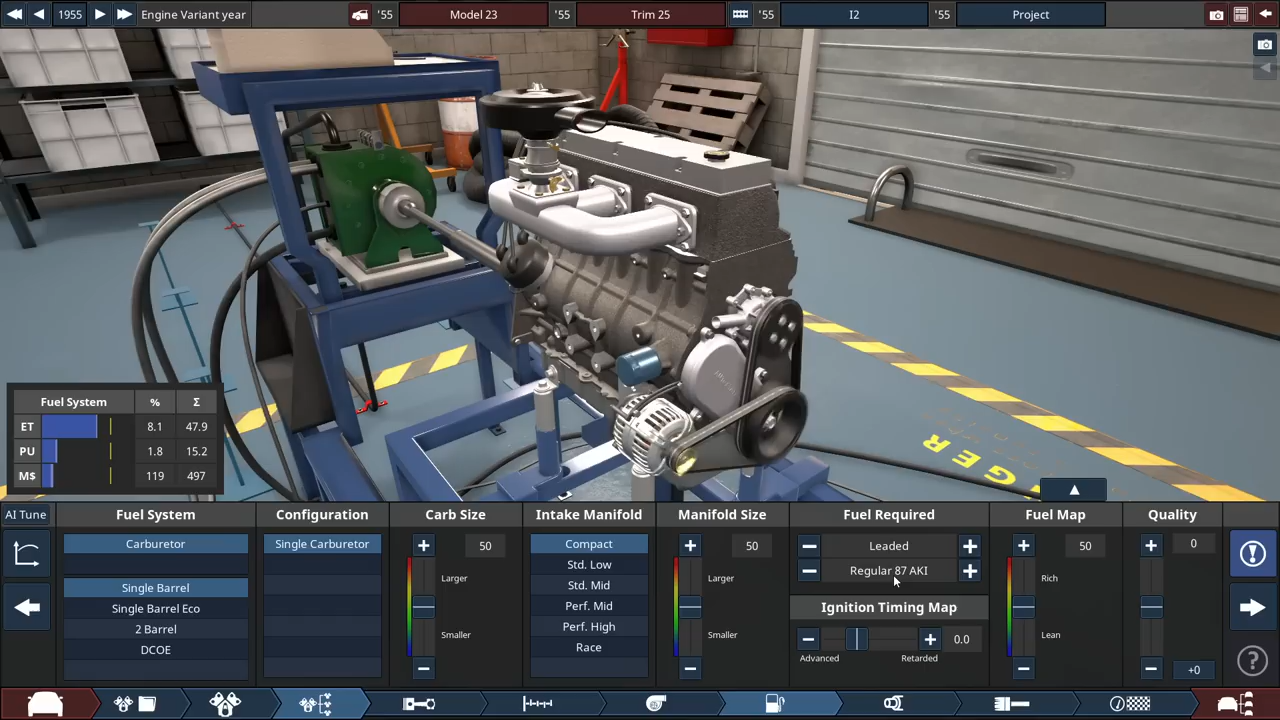 1955 Engine Variant year '55 Model 23 '55 Trim 25 '55 I2 '55 Project
Fuel System % Σ
ET 8.1 47.9
PU 1.8 15.2
M$ 119 497
AI Tune
Fuel System
Carburetor
Single Barrel
Single Barrel Eco
2 Barrel
DCOE
Configuration
Single Carburetor
Carb Size
50
Larger
Smaller
Intake Manifold
Compact
Std. Low
Std. Mid
Perf. Mid
Perf. High
Race
Manifold Size
50
Larger
Smaller
Fuel Required
Leaded
Regular 87 AKI
Ignition Timing Map
0.0
Advanced Retarded
Fuel Map
50
Rich
Lean
Quality
0
+0